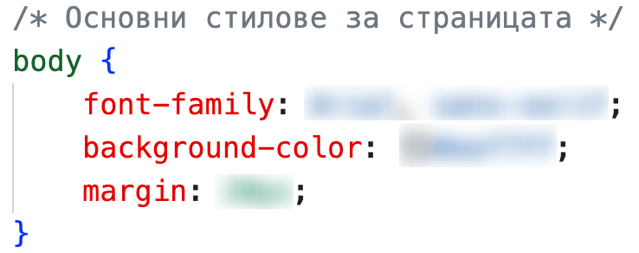 /* Основни стилове за страницата */
body {
font-family: ;
background-color: ;
margin: ;
}